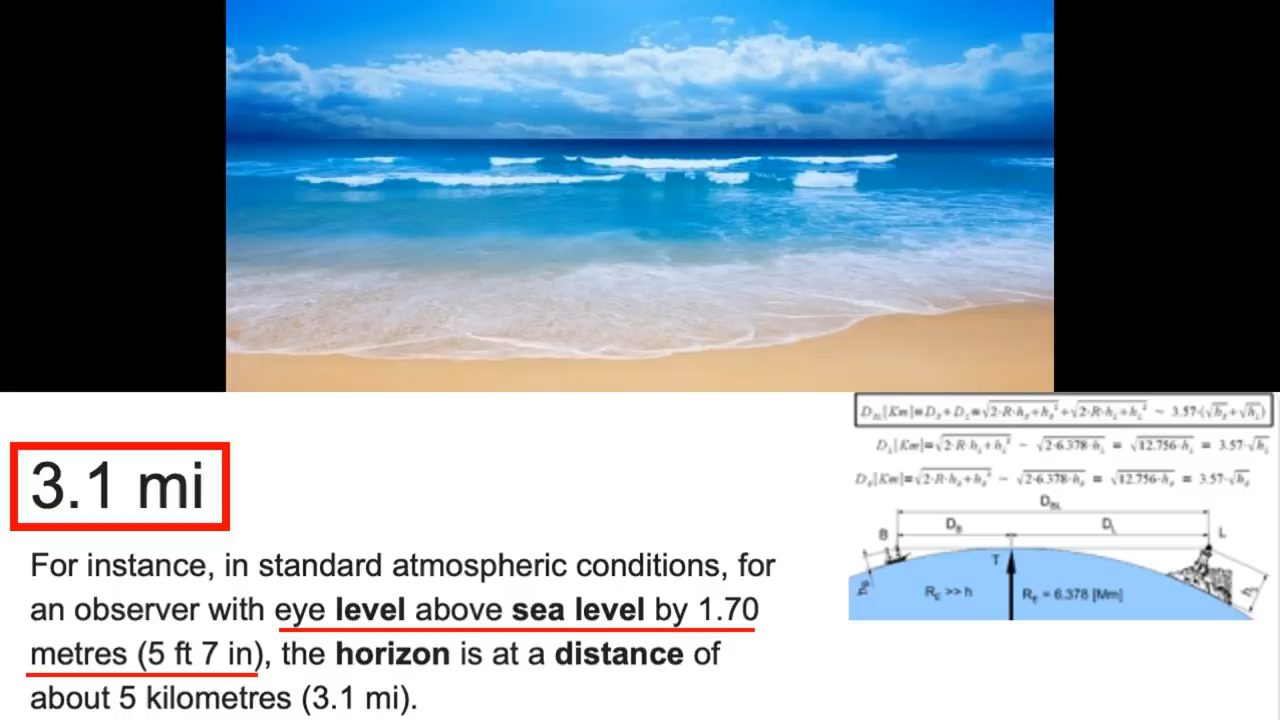 3.1 mi
For instance, in standard atmospheric conditions, for
an observer with eye level above sea level by 1.70
metres (5 ft 7 in), the horizon is at a distance of
about 5 kilometres (3.1 mi).
D_BL[Km]=D_B+D_L=√(2·R·h_B+h_B²)+√(2·R·h_L+h_L²) ~ 3.57·(√h_B+√h_L)
D_L[Km]=√(2·R·h_L+h_L²) ~ √(2·6.378·h_L) = √(12.756·h_L) = 3.57·√h_L
D_B[Km]=√(2·R·h_B+h_B²) ~ √(2·6.378·h_B) = √(12.756·h_B) = 3.57·√h_B
D_BL
D_B D_L
B L
T
h_B R_E >> h R_E = 6.378 [Mm] h_L